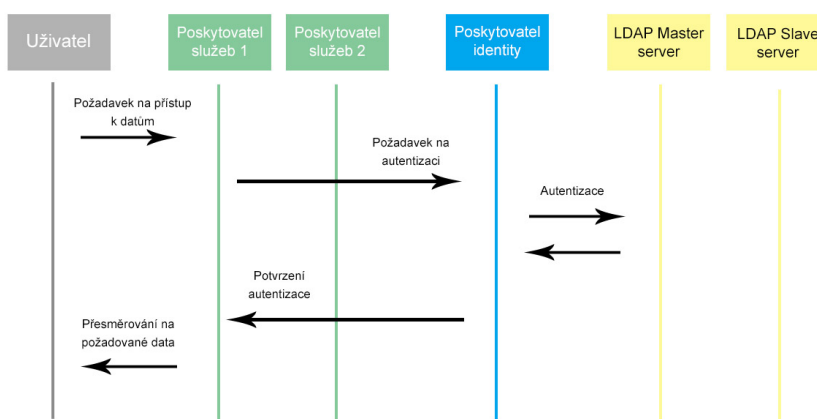 Uživatel
Poskytovatel
služeb 1
Poskytovatel
služeb 2
Poskytovatel
identity
LDAP Master
server
LDAP Slave
server
Požadavek na přístup
k datům
Požadavek na
autentizaci
Autentizace
Potvrzení
autentizace
Přesměrování na
požadované data